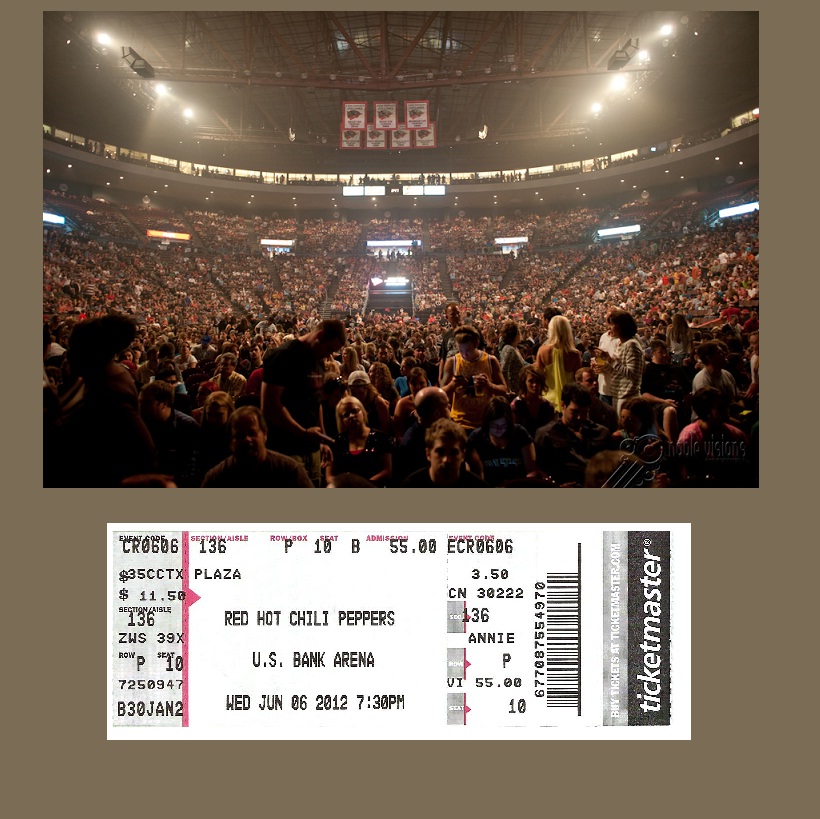 noble visions
EVENT CODE SECTION/AISLE ROW/BOX SEAT ADMISSION EVENT CODE
CR0606 136 P 10 B 55.00 ECR0606
$35CCTX PLAZA 3.50
$ 11.50 CN 30222
SECTION/AISLE
136 RED HOT CHILI PEPPERS SEC 136
ZWS 39X ANNIE
ROW SEAT
P 10 U.S. BANK ARENA ROW P
7250947 VI 55.00
B30JAN2 WED JUN 06 2012 7:30PM 10
677087554970
BUY TICKETS AT TICKETMASTER.COM
ticketmaster®